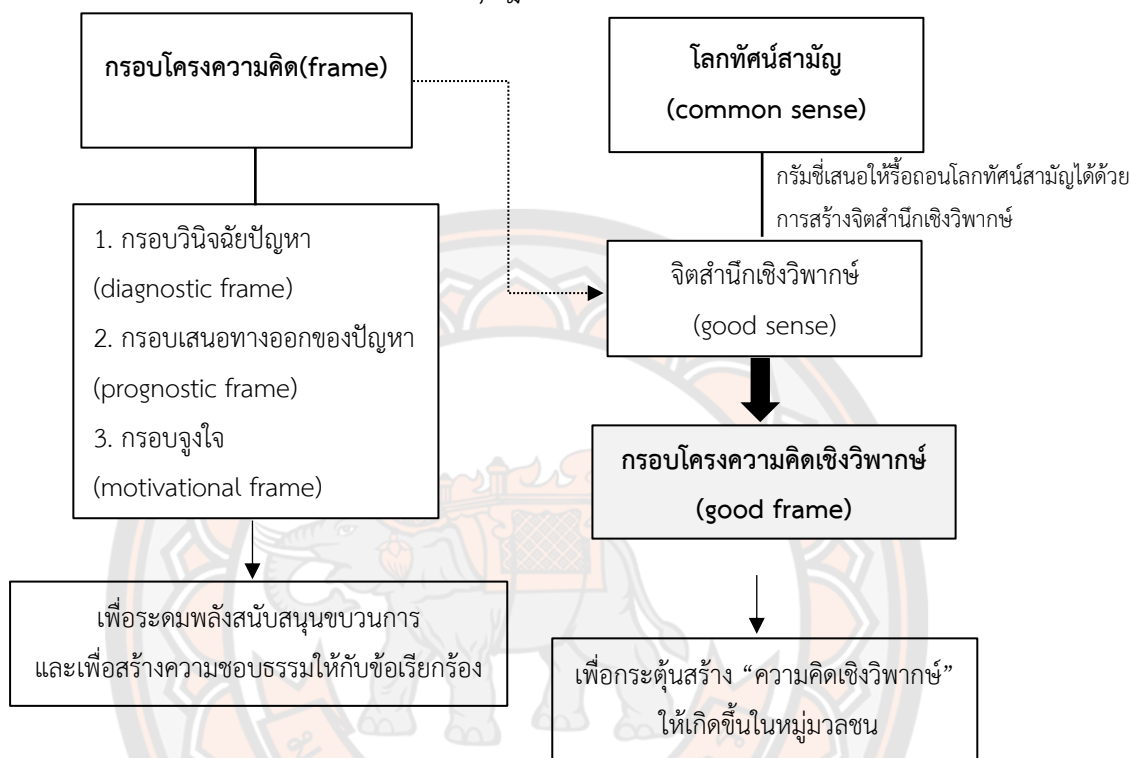 กรอบโครงความคิด(frame)
โลกทัศน์สามัญ
(common sense)
กรัมชี่เสนอให้รื้อถอนโลกทัศน์สามัญได้ด้วย
การสร้างจิตสำนึกเชิงวิพากษ์
1. กรอบวินิจฉัยปัญหา
(diagnostic frame)
2. กรอบเสนอทางออกของปัญหา
(prognostic frame)
3. กรอบจูงใจ
(motivational frame)
จิตสำนึกเชิงวิพากษ์
(good sense)
กรอบโครงความคิดเชิงวิพากษ์
(good frame)
เพื่อระดมพลังสนับสนุนขบวนการ
และเพื่อสร้างความชอบธรรมให้กับข้อเรียกร้อง
เพื่อกระตุ้นสร้าง “ความคิดเชิงวิพากษ์”
ให้เกิดขึ้นในหมู่มวลชน